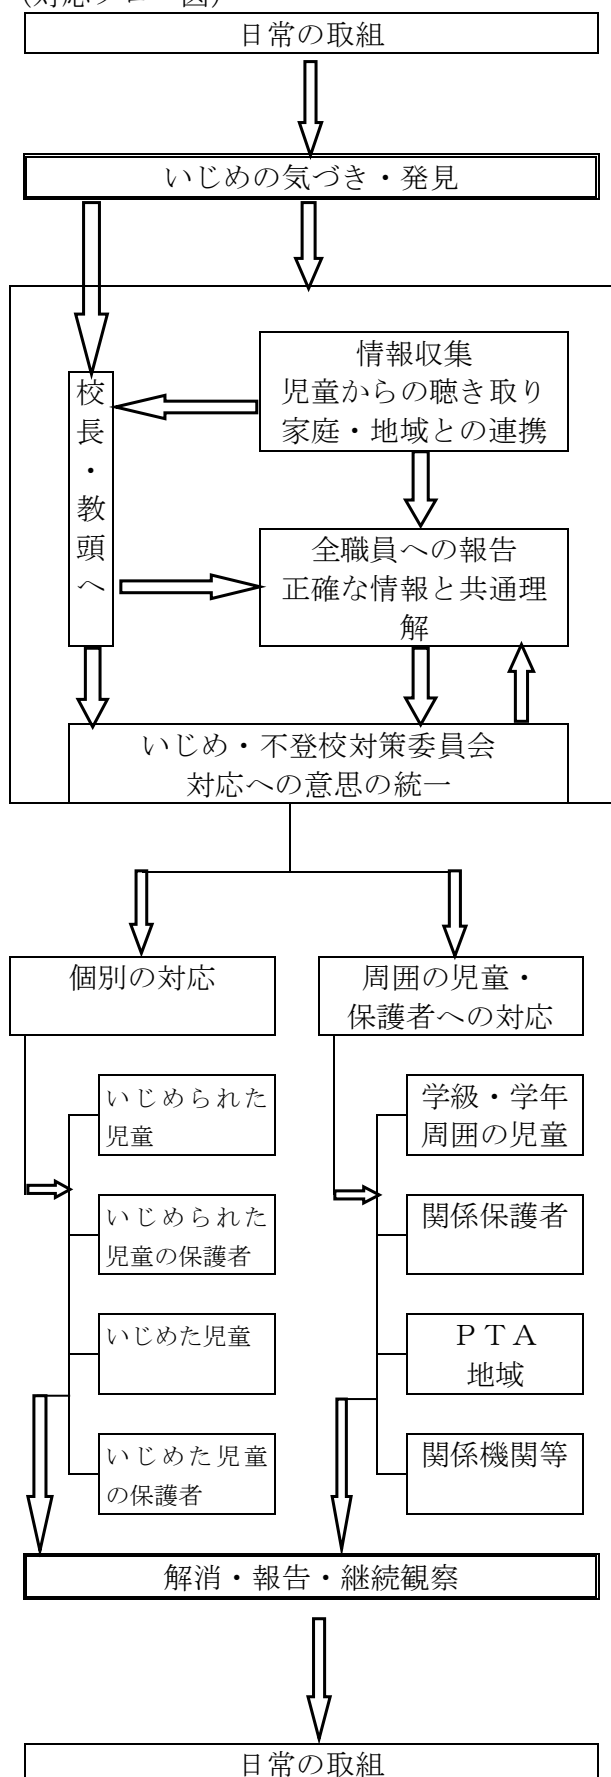 （対応フロー図）
日常の取組
いじめの気づき・発見
情報収集
児童からの聴き取り
家庭・地域との連携
校長・教頭へ
全職員への報告
正確な情報と共通理
解
いじめ・不登校対策委員会
対応への意思の統一
個別の対応
周囲の児童・
保護者への対応
いじめられた
児童
いじめられた
児童の保護者
いじめた児童
いじめた児童
の保護者
学級・学年
周囲の児童
関係保護者
ＰＴＡ
地域
関係機関等
解消・報告・継続観察
日常の取組